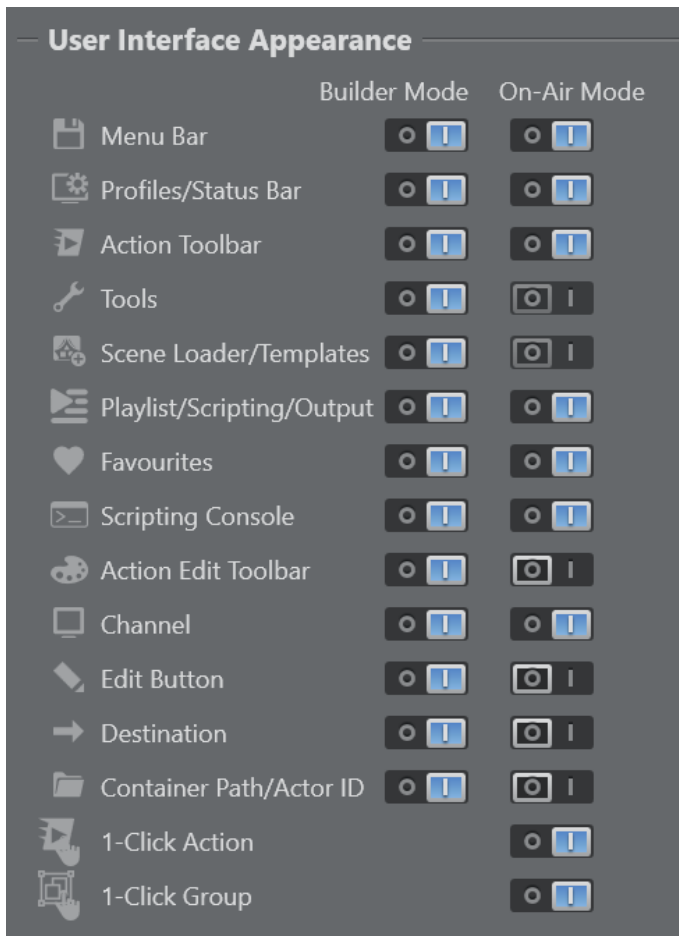 User Interface Appearance
Builder Mode On-Air Mode
Menu Bar
Profiles/Status Bar
Action Toolbar
Tools
Scene Loader/Templates
Playlist/Scripting/Output
Favourites
Scripting Console
Action Edit Toolbar
Channel
Edit Button
Destination
Container Path/Actor ID
1-Click Action
1-Click Group